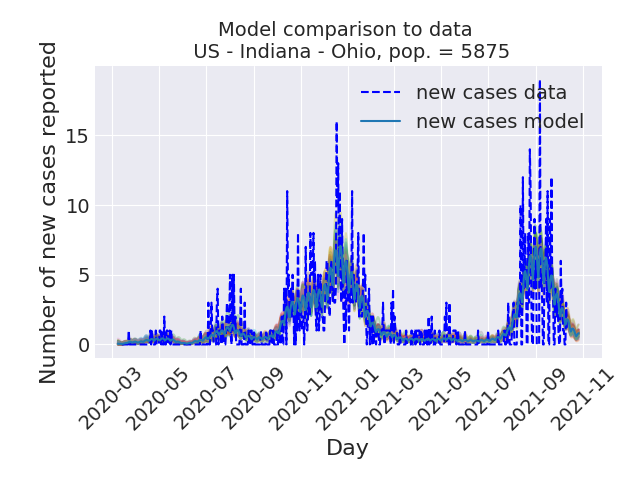 Model comparison to data
US - Indiana - Ohio, pop. = 5875
new cases data
new cases model
Number of new cases reported
15
10
5
0
2020-03
2020-05
2020-07
2020-09
2020-11
2021-01
2021-03
2021-05
2021-07
2021-09
2021-11
Day